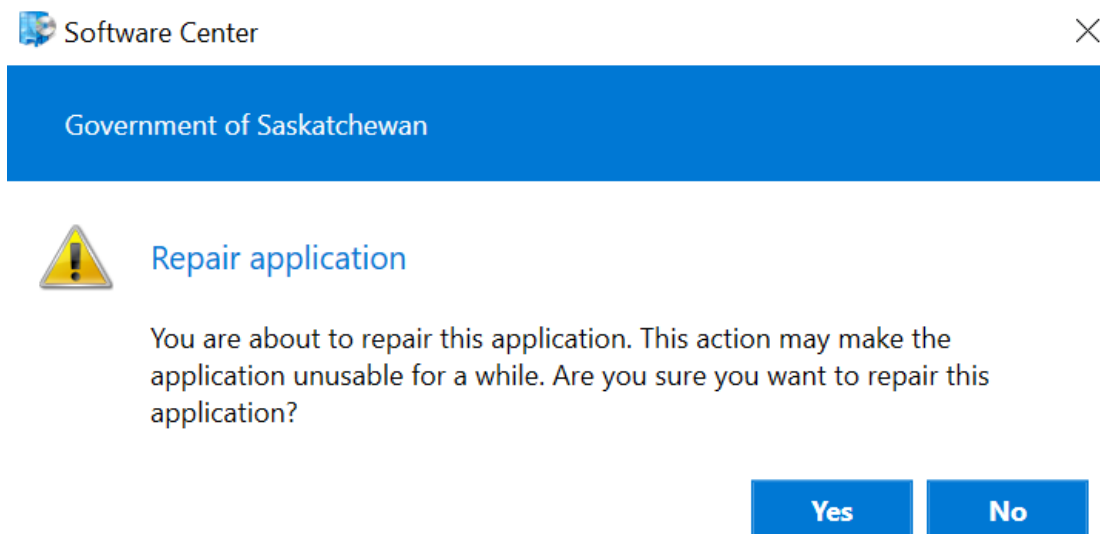 Software Center
Government of Saskatchewan
Repair application
You are about to repair this application. This action may make the
application unusable for a while. Are you sure you want to repair this
application?
Yes
No